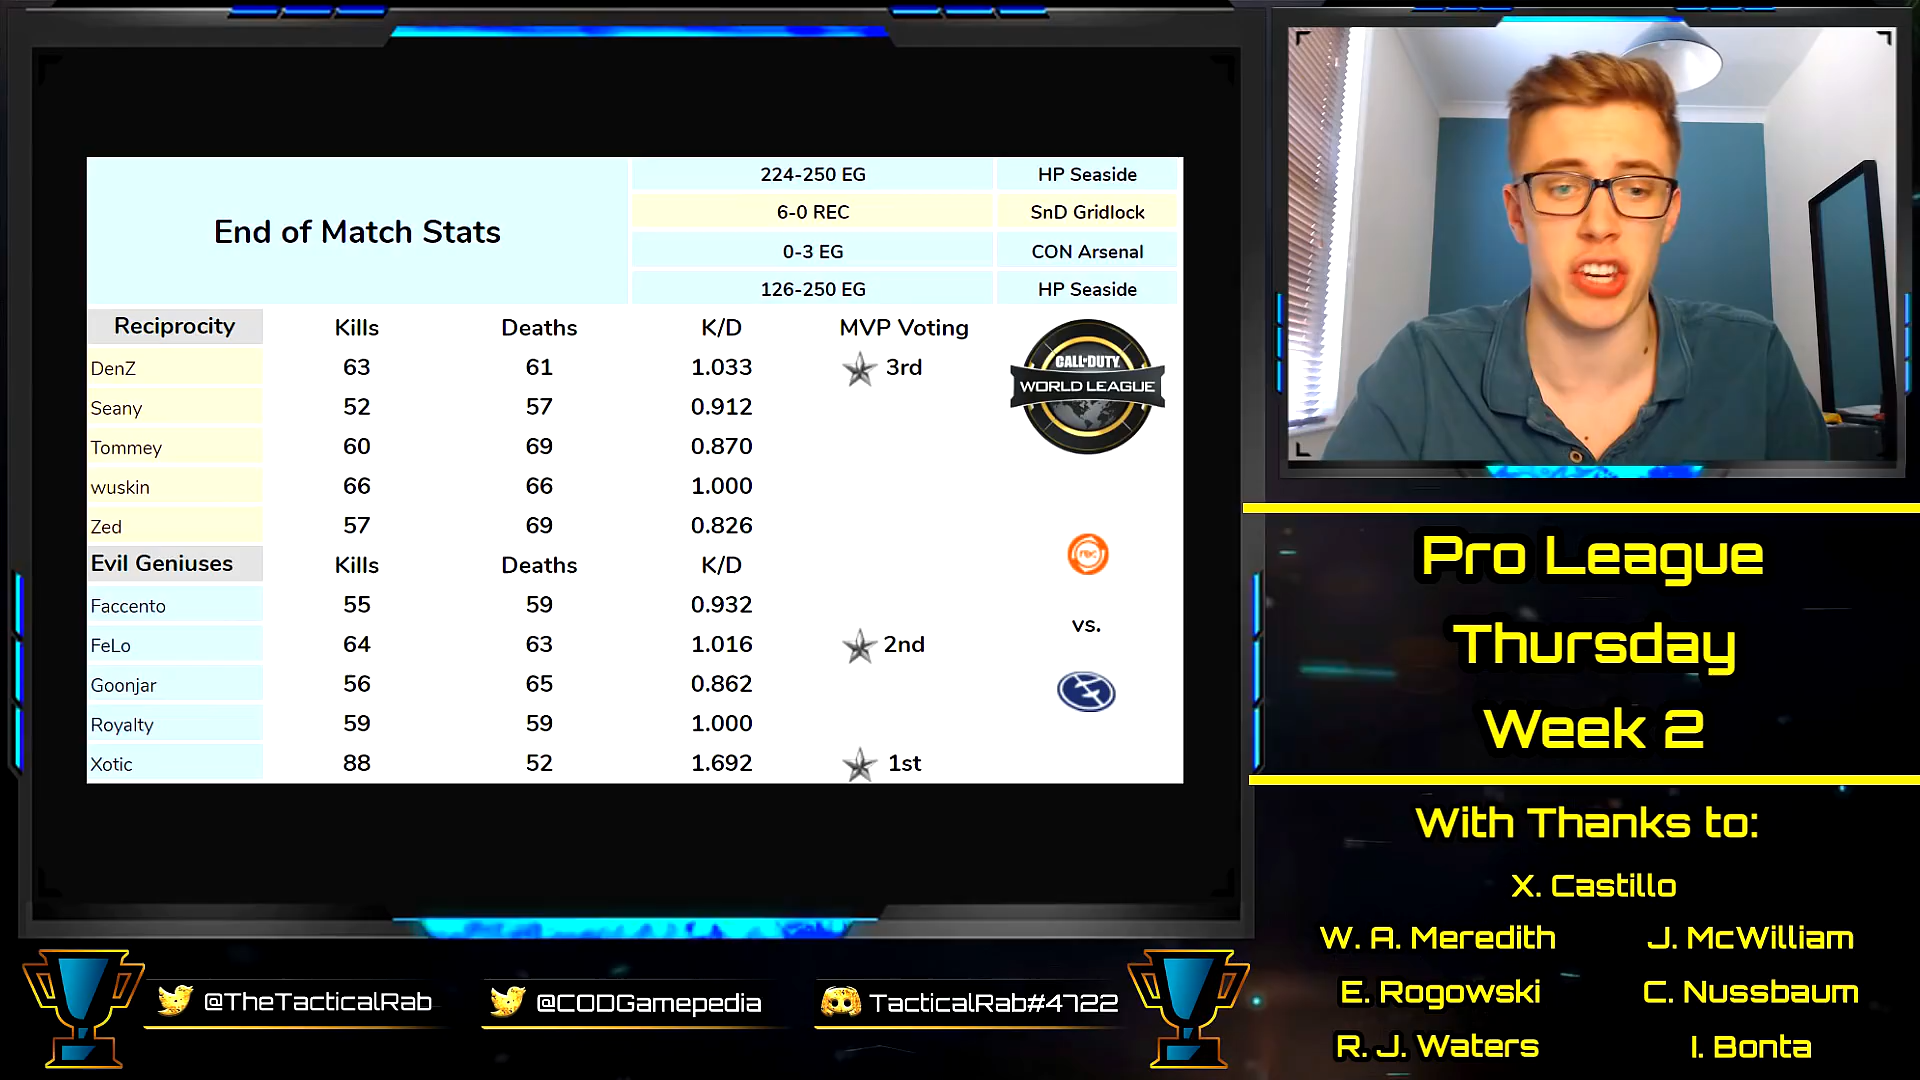 End of Match Stats
224-250 EG HP Seaside
6-0 REC SnD Gridlock
0-3 EG CON Arsenal
126-250 EG HP Seaside
Reciprocity Kills Deaths K/D MVP Voting
DenZ 63 61 1.033 3rd
Seany 52 57 0.912
Tommey 60 69 0.870
wuskin 66 66 1.000
Zed 57 69 0.826
Evil Geniuses Kills Deaths K/D
Faccento 55 59 0.932
FeLo 64 63 1.016 2nd
Goonjar 56 65 0.862
Royalty 59 59 1.000
Xotic 88 52 1.692 1st
CALL OF DUTY
WORLD LEAGUE
rec
vs.
Pro League
Thursday
Week 2
With Thanks to:
X. Castillo
W. A. Meredith J. McWilliam
E. Rogowski C. Nussbaum
R. J. Waters I. Bonta
@TheTacticalRab @CODGamepedia TacticalRab#4722